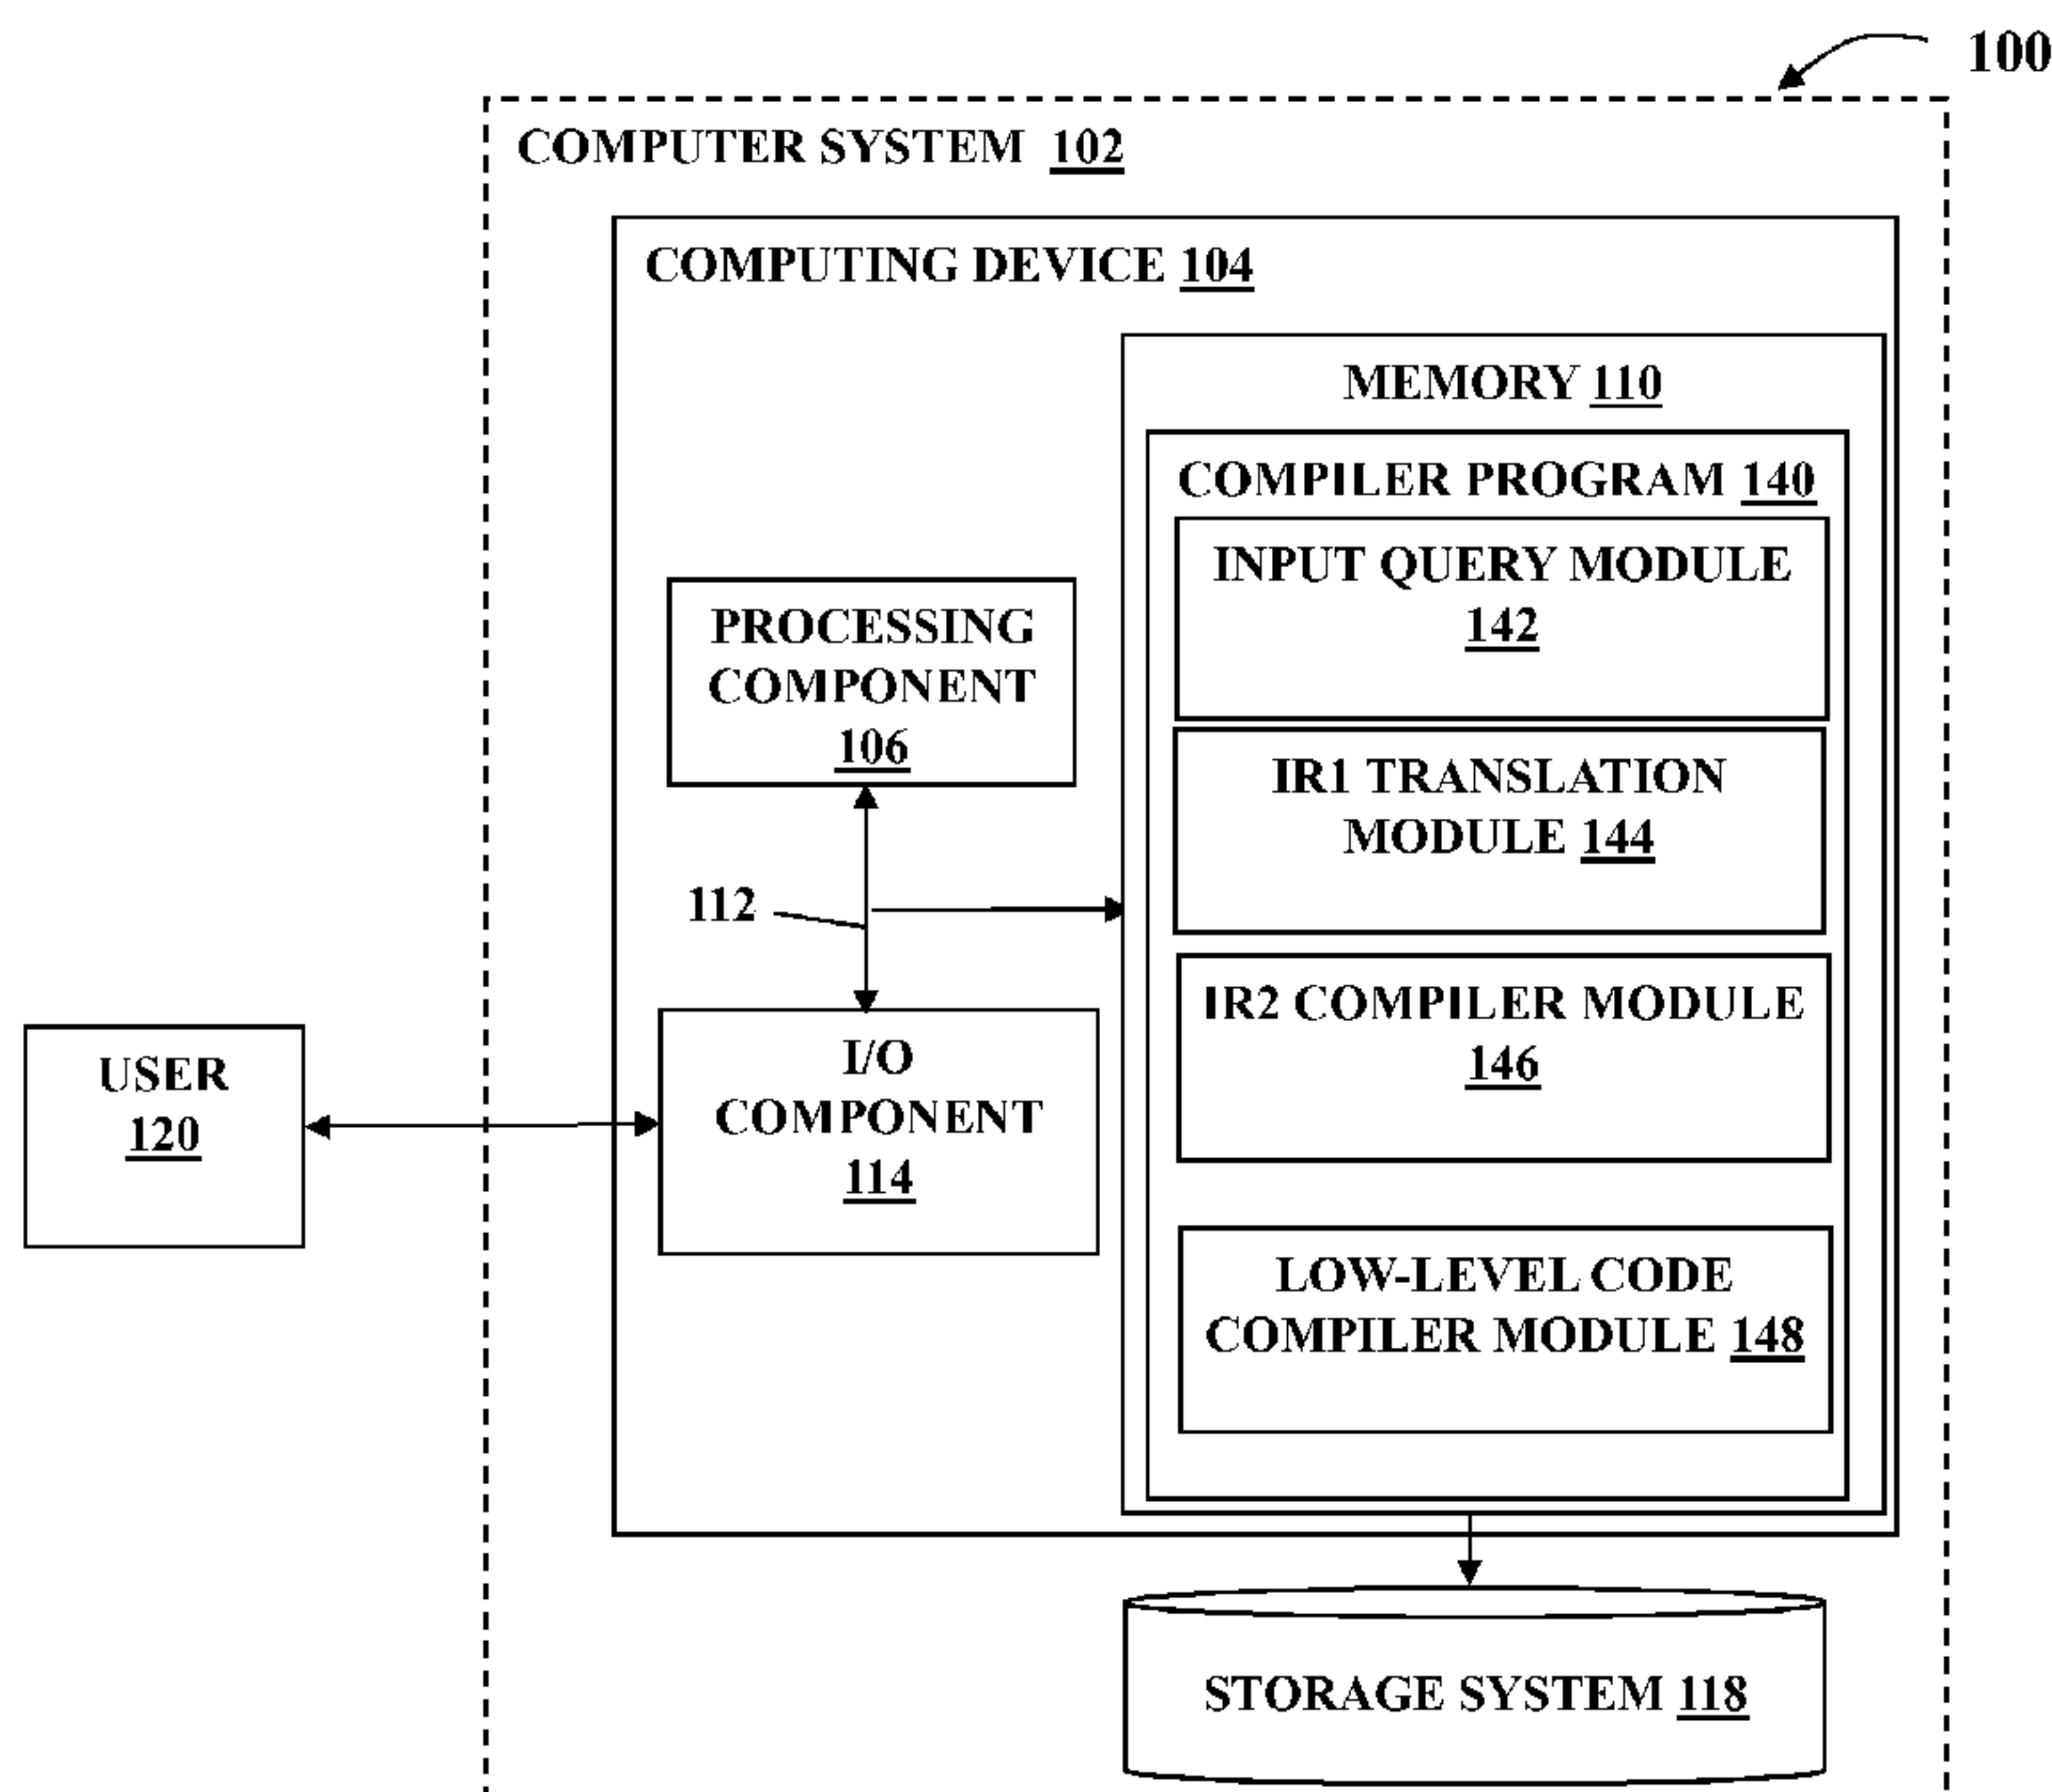 100
COMPUTER SYSTEM 102
COMPUTING DEVICE 104
MEMORY 110
COMPILER PROGRAM 140
INPUT QUERY MODULE
142
PROCESSING
COMPONENT
106
IR1 TRANSLATION
MODULE 144
112
IR2 COMPILER MODULE
146
I/O
COMPONENT
114
USER
120
LOW-LEVEL CODE
COMPILER MODULE 148
STORAGE SYSTEM 118